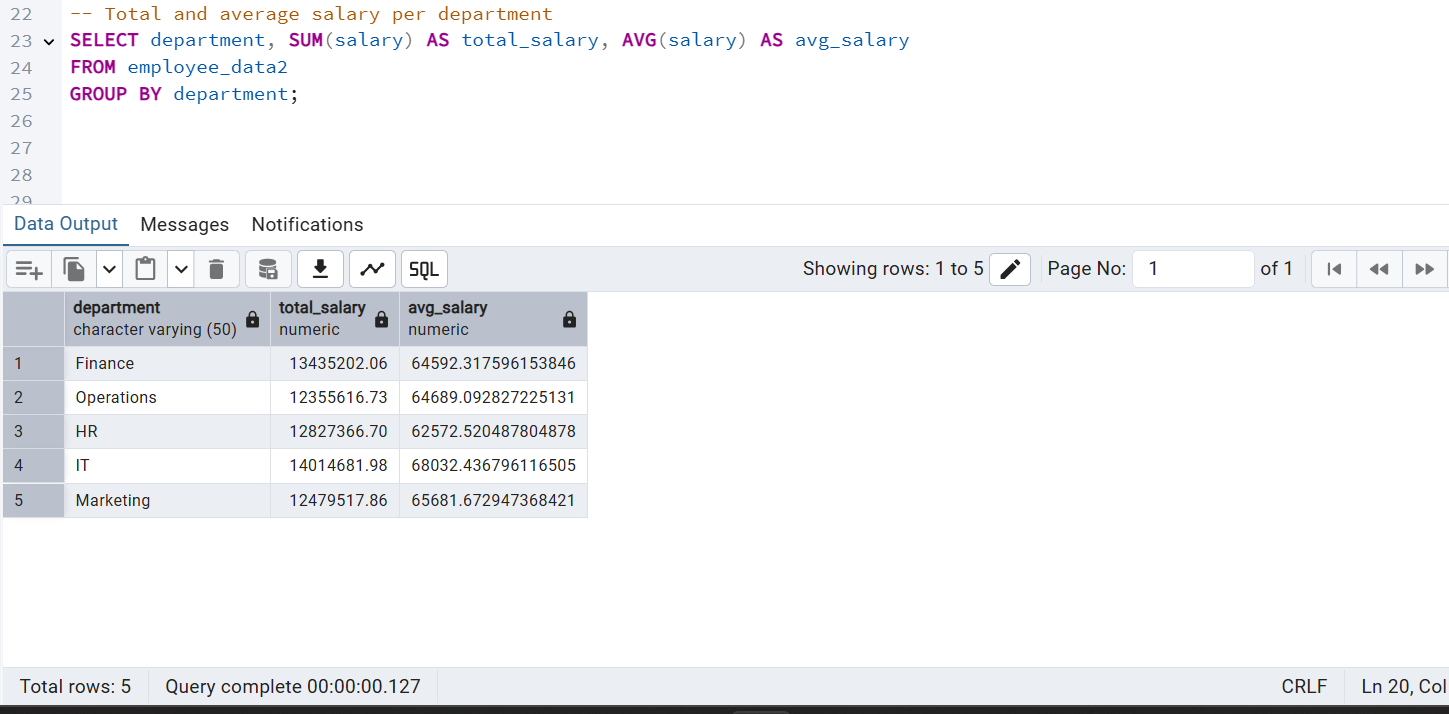 22 -- Total and average salary per department
23 SELECT department, SUM(salary) AS total_salary, AVG(salary) AS avg_salary
24 FROM employee_data2
25 GROUP BY department;
26
27
28
29
Data Output Messages Notifications
SQL Showing rows: 1 to 5 Page No: 1 of 1
department total_salary avg_salary
character varying (50) numeric numeric
1 Finance 13435202.06 64592.317596153846
2 Operations 12355616.73 64689.092827225131
3 HR 12827366.70 62572.520487804878
4 IT 14014681.98 68032.436796116505
5 Marketing 12479517.86 65681.672947368421
Total rows: 5 Query complete 00:00:00.127 CRLF Ln 20, Col